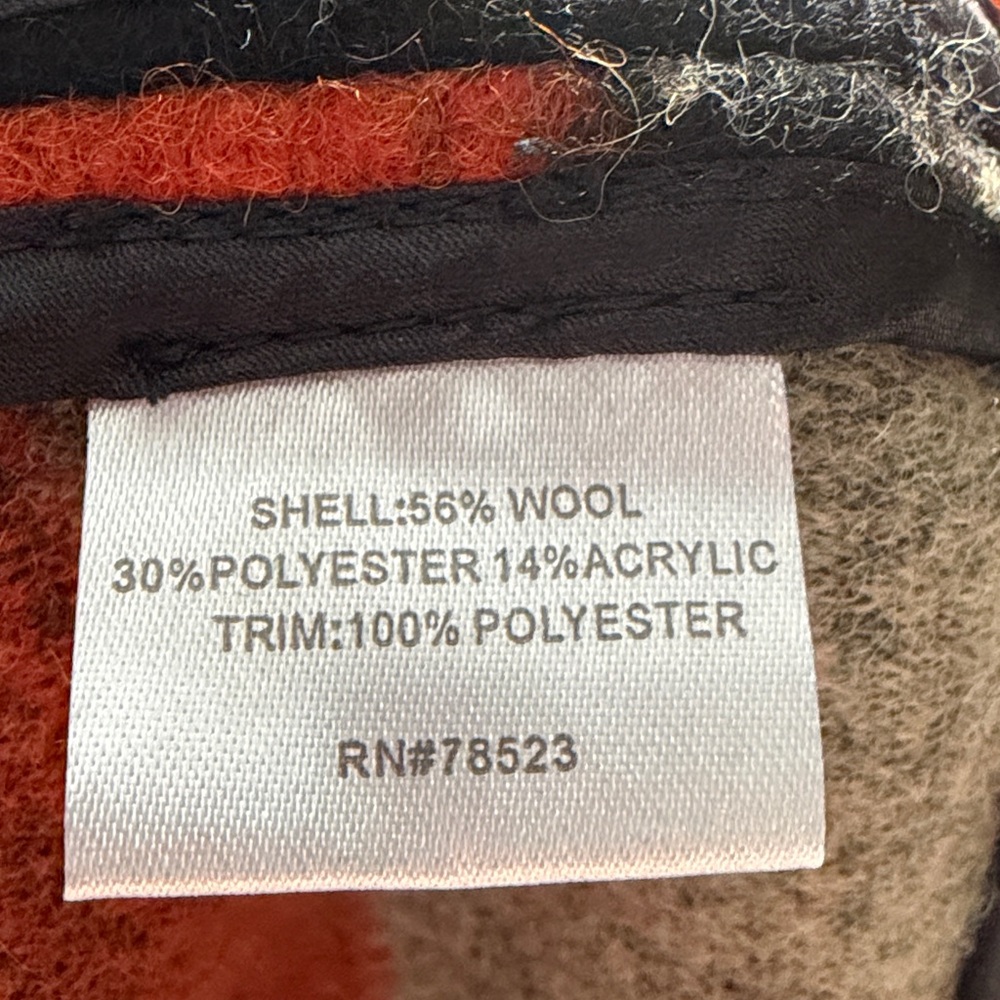 SHELL:56% WOOL
30%POLYESTER 14%ACRYLIC
TRIM:100% POLYESTER
RN#78523